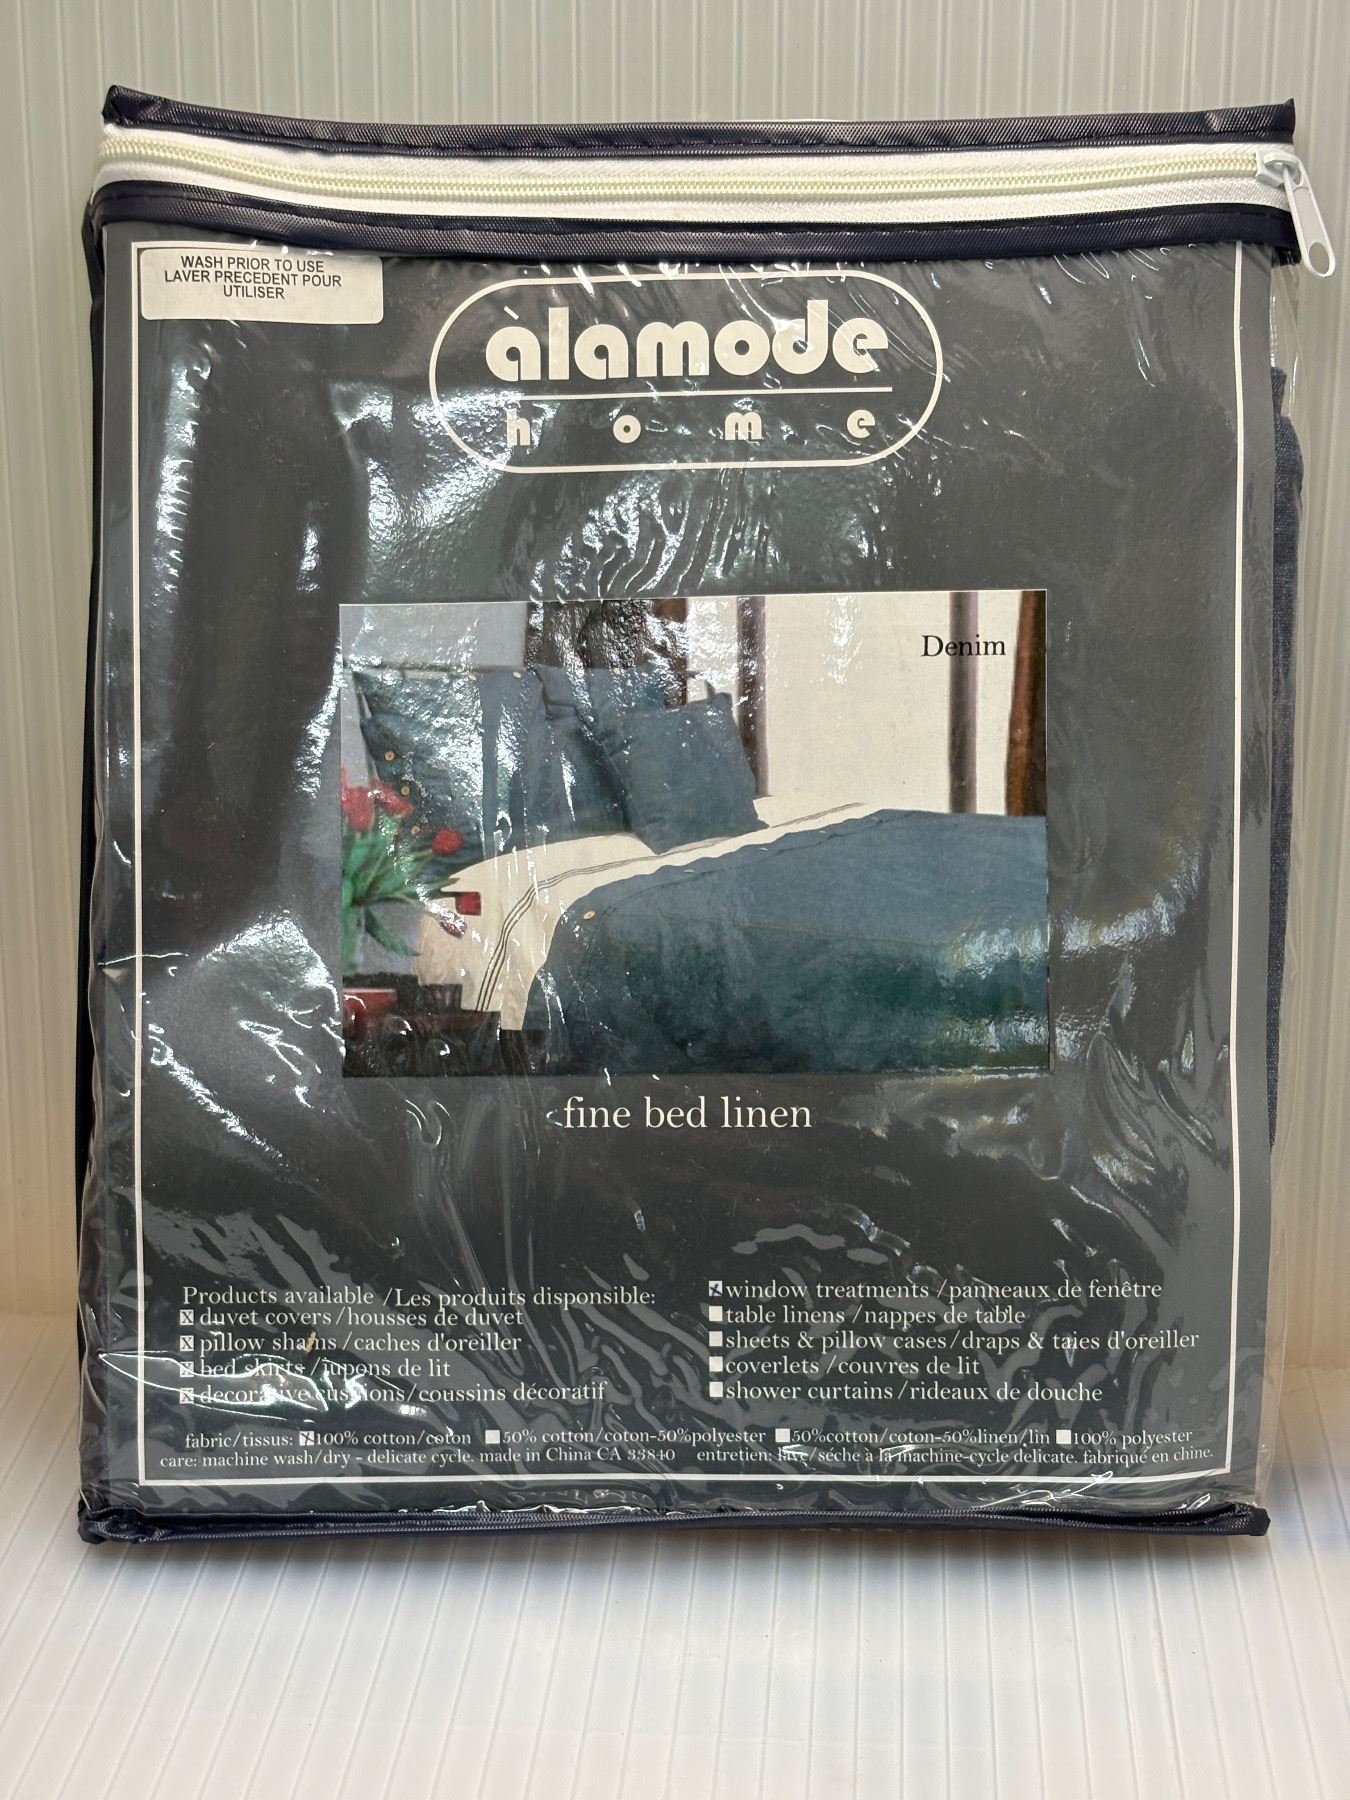 WASH PRIOR TO USE
LAVER PRECEDENT POUR
UTILISER
àlamode
home
Denim
fine bed linen
Products available /Les produits disponsible:
x duvet covers/housses de duvet
x pillow shams/caches d'oreiller
x bed skirts/jupons de lit
x decorative cushions/coussins décoratif
x window treatments/panneaux de fenêtre
table linens/nappes de table
sheets & pillow cases/draps & taies d'oreiller
coverlets/couvres de lit
shower curtains/rideaux de douche
fabric/tissus: x 100% cotton/coton 50% cotton/coton-50%polyester 50%cotton/coton-50%linen/lin 100% polyester
care: machine wash/dry - delicate cycle. made in China CA 33840 entretien: lave/séche à la machine-cycle delicate. fabriqué en chine.